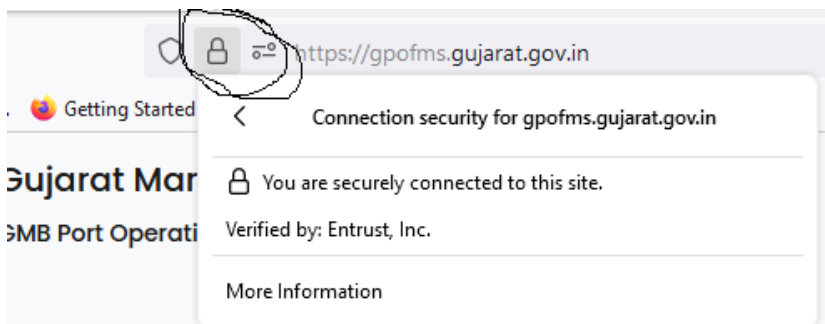 https://gpofms.gujarat.gov.in
Getting Started
Connection security for gpofms.gujarat.gov.in
Gujarat Mar
You are securely connected to this site.
GMB Port Operati
Verified by: Entrust, Inc.
More Information